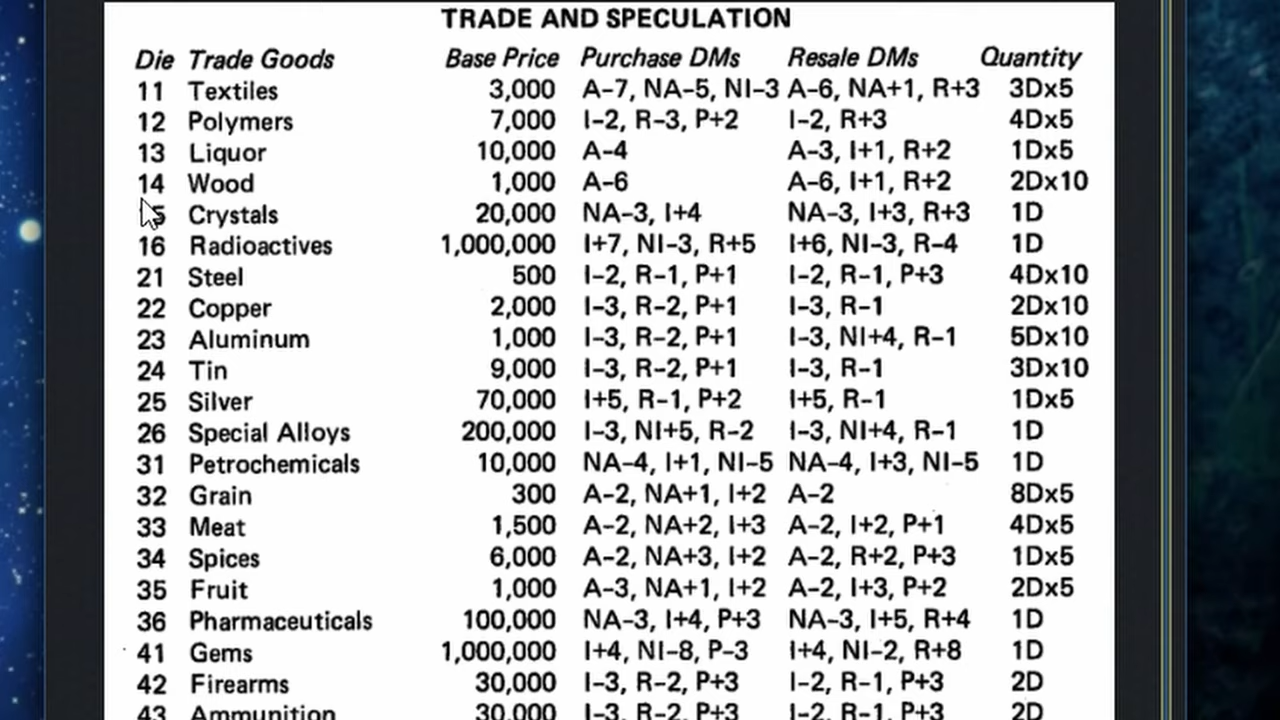 TRADE AND SPECULATION
Die Trade Goods Base Price Purchase DMs Resale DMs Quantity
11 Textiles 3,000 A–7, NA–5, NI–3 A–6, NA+1, R+3 3Dx5
12 Polymers 7,000 I–2, R–3, P+2 I–2, R+3 4Dx5
13 Liquor 10,000 A–4 A–3, I+1, R+2 1Dx5
14 Wood 1,000 A–6 A–6, I+1, R+2 2Dx10
5 Crystals 20,000 NA–3, I+4 NA–3, I+3, R+3 1D
16 Radioactives 1,000,000 I+7, NI–3, R+5 I+6, NI–3, R–4 1D
21 Steel 500 I–2, R–1, P+1 I–2, R–1, P+3 4Dx10
22 Copper 2,000 I–3, R–2, P+1 I–3, R–1 2Dx10
23 Aluminum 1,000 I–3, R–2, P+1 I–3, NI+4, R–1 5Dx10
24 Tin 9,000 I–3, R–2, P+1 I–3, R–1 3Dx10
25 Silver 70,000 I+5, R–1, P+2 I+5, R–1 1Dx5
26 Special Alloys 200,000 I–3, NI+5, R–2 I–3, NI+4, R–1 1D
31 Petrochemicals 10,000 NA–4, I+1, NI–5 NA–4, I+3, NI–5 1D
32 Grain 300 A–2, NA+1, I+2 A–2 8Dx5
33 Meat 1,500 A–2, NA+2, I+3 A–2, I+2, P+1 4Dx5
34 Spices 6,000 A–2, NA+3, I+2 A–2, R+2, P+3 1Dx5
35 Fruit 1,000 A–3, NA+1, I+2 A–2, I+3, P+2 2Dx5
36 Pharmaceuticals 100,000 NA–3, I+4, P+3 NA–3, I+5, R+4 1D
41 Gems 1,000,000 I+4, NI–8, P–3 I+4, NI–2, R+8 1D
42 Firearms 30,000 I–3, R–2, P+3 I–2, R–1, P+3 2D
43 Ammunition 30,000 I–3, R–2, P+3 I–2, R–1, P+3 2D